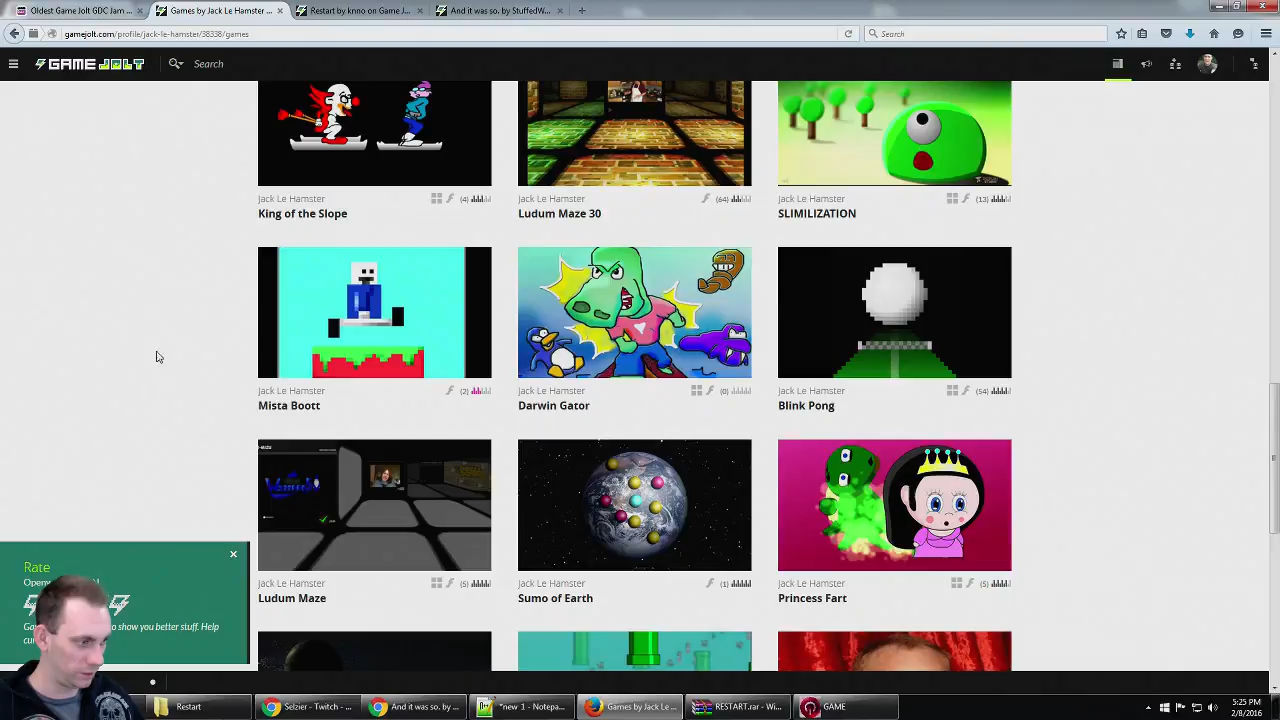 Oldest Game Jolt GDC Jam ...
Games by Jack Le Hamster ...
Restart by knno on Game J...
And it was so. by StuffedW...
gamejolt.com/profile/jack-le-hamster/38338/games
Search
GAME JOLT
Search
Jack Le Hamster
(4)
King of the Slope
Jack Le Hamster
(64)
Ludum Maze 30
Jack Le Hamster
(13)
SLIMILIZATION
Jack Le Hamster
(2)
Mista Boott
Jack Le Hamster
(0)
Darwin Gator
Jack Le Hamster
(54)
Blink Pong
Jack Le Hamster
(5)
Ludum Maze
Jack Le Hamster
(1)
Sumo of Earth
Jack Le Hamster
(5)
Princess Fart
Rate
to show you better stuff. Help
Restart
Selzier - Twitch - ...
And it was so. by ...
*new 1 - Notepa...
Games by Jack Le ...
RESTART.rar - Wi...
GAME
5:25 PM
2/8/2016